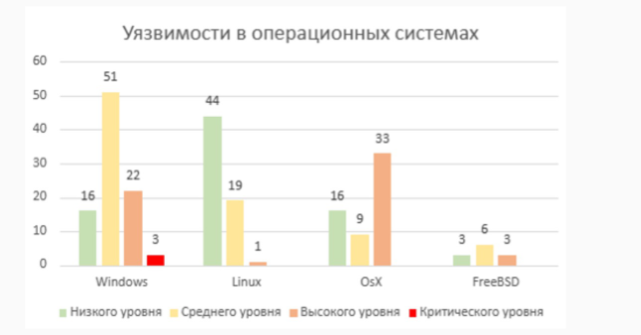 Уязвимости в операционных системах
60
50
40
30
20
10
0
16
51
22
3
44
19
1
16
9
33
3
6
3
Windows
Linux
OsX
FreeBSD
Низкого уровня
Среднего уровня
Высокого уровня
Критического уровня